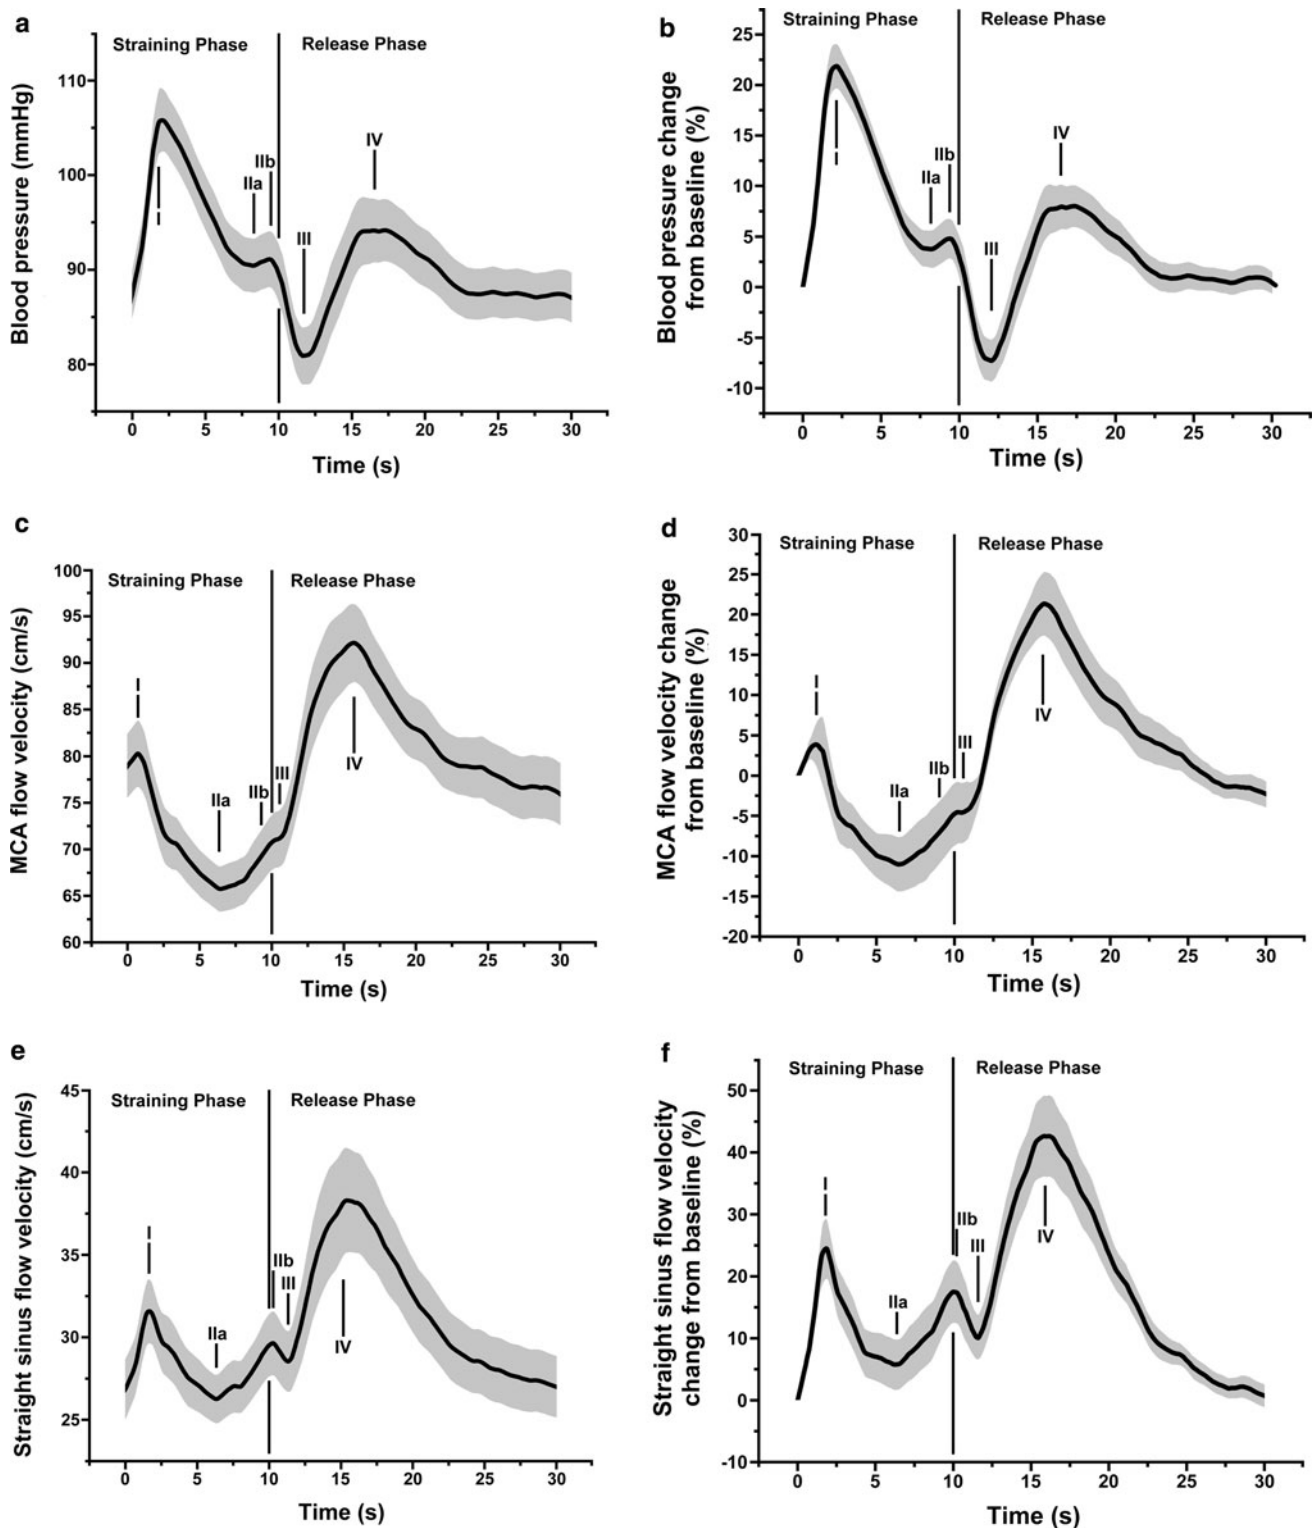 a
Straining Phase
Release Phase
Blood pressure (mmHg)
110
100
90
80
I
IIa
IIb
III
IV
0 5 10 15 20 25 30
Time (s)
b
Straining Phase
Release Phase
Blood pressure change
from baseline (%)
25
20
15
10
5
0
-5
-10
I
IIa
IIb
III
IV
0 5 10 15 20 25 30
Time (s)
c
Straining Phase
Release Phase
MCA flow velocity (cm/s)
100
95
90
85
80
75
70
65
60
I
IIa
IIb
III
IV
0 5 10 15 20 25 30
Time (s)
d
Straining Phase
Release Phase
MCA flow velocity change
from baseline (%)
30
25
20
15
10
5
0
-5
-10
-15
-20
I
IIa
IIb
III
IV
0 5 10 15 20 25 30
Time (s)
e
Straining Phase
Release Phase
Straight sinus flow velocity (cm/s)
45
40
35
30
25
I
IIa
IIb
III
IV
0 5 10 15 20 25 30
Time (s)
f
Straining Phase
Release Phase
Straight sinus flow velocity
change from baseline (%)
50
40
30
20
10
0
-10
I
IIa
IIb
III
IV
0 5 10 15 20 25 30
Time (s)